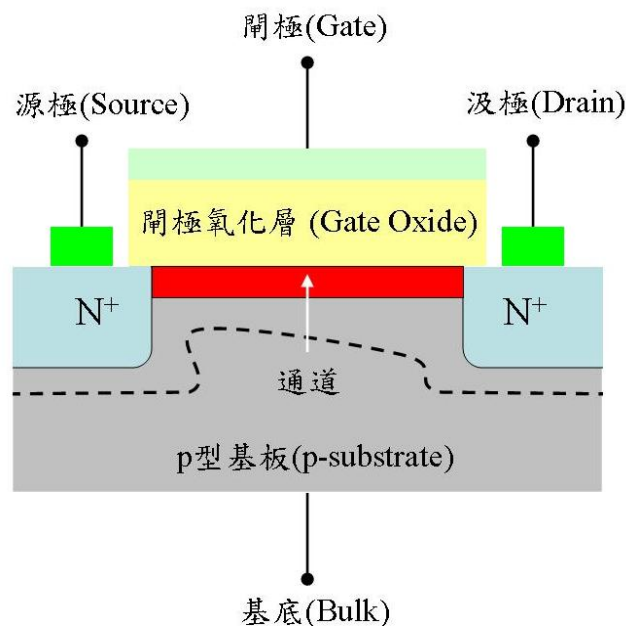 閘極(Gate)
源極(Source)
汲極(Drain)
閘極氧化層 (Gate Oxide)
N⁺
N⁺
通道
p型基板(p-substrate)
基底(Bulk)